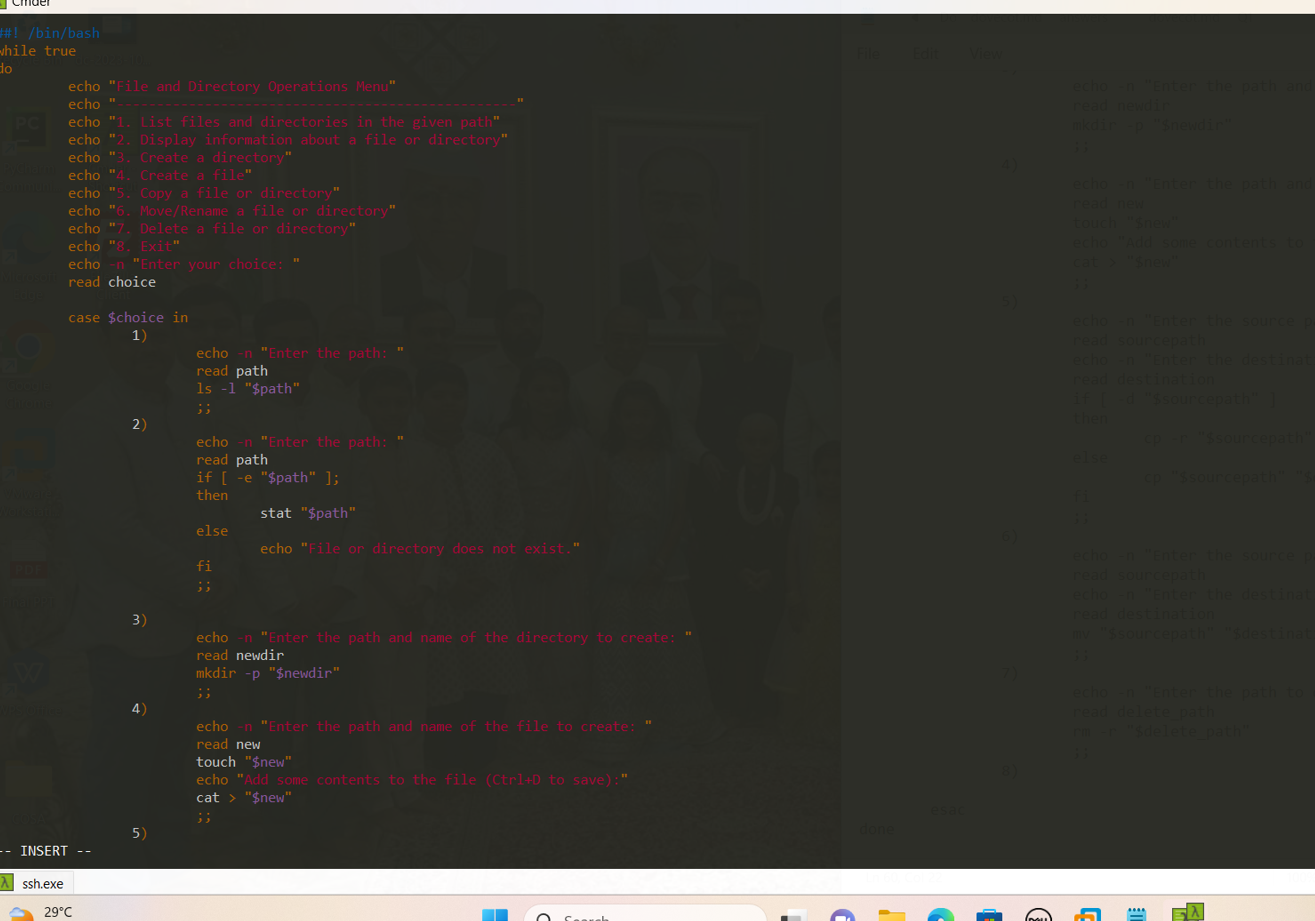 Cmder
##! /bin/bash
while true
do
echo "File and Directory Operations Menu"
echo "--------------------------------------------------"
echo "1. List files and directories in the given path"
echo "2. Display information about a file or directory"
echo "3. Create a directory"
echo "4. Create a file"
echo "5. Copy a file or directory"
echo "6. Move/Rename a file or directory"
echo "7. Delete a file or directory"
echo "8. Exit"
echo -n "Enter your choice: "
read choice
case $choice in
1)
echo -n "Enter the path: "
read path
ls -l "$path"
;;
2)
echo -n "Enter the path: "
read path
if [ -e "$path" ];
then
stat "$path"
else
echo "File or directory does not exist."
fi
;;
3)
echo -n "Enter the path and name of the directory to create: "
read newdir
mkdir -p "$newdir"
;;
4)
echo -n "Enter the path and name of the file to create: "
read new
touch "$new"
echo "Add some contents to the file (Ctrl+D to save):"
cat > "$new"
;;
5)
-- INSERT --
File Edit View
echo -n "Enter the path and
read newdir
mkdir -p "$newdir"
;;
4)
echo -n "Enter the path and
read new
touch "$new"
echo "Add some contents to
cat > "$new"
;;
5)
echo -n "Enter the source
read sourcepath
echo -n "Enter the
read destination
if [ -d "$sourcepath" ]
then
cp -r "$sourcepath"
else
cp "$sourcepath"
fi
;;
6)
echo -n "Enter the source
read sourcepath
echo -n "Enter the
read destination
mv "$sourcepath"
;;
7)
echo -n "Enter the path to
read delete_path
rm -r "$delete_path"
;;
8)
esac
done
ssh.exe
29°C
Search